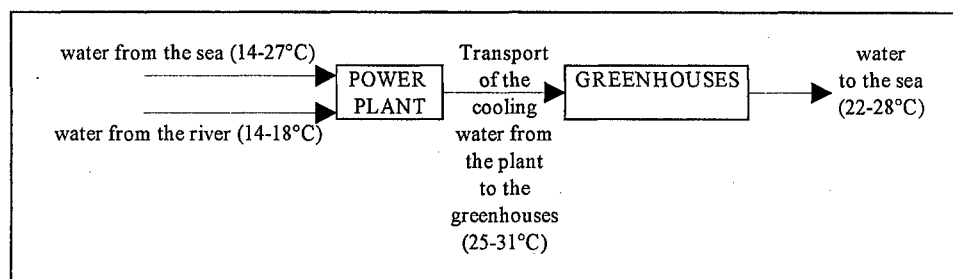 water from the sea (14-27°C)
POWER
PLANT
water from the river (14-18°C)
Transport
of the
cooling
water from
the plant
to the
greenhouses
(25-31°C)
GREENHOUSES
water
to the sea
(22-28°C)